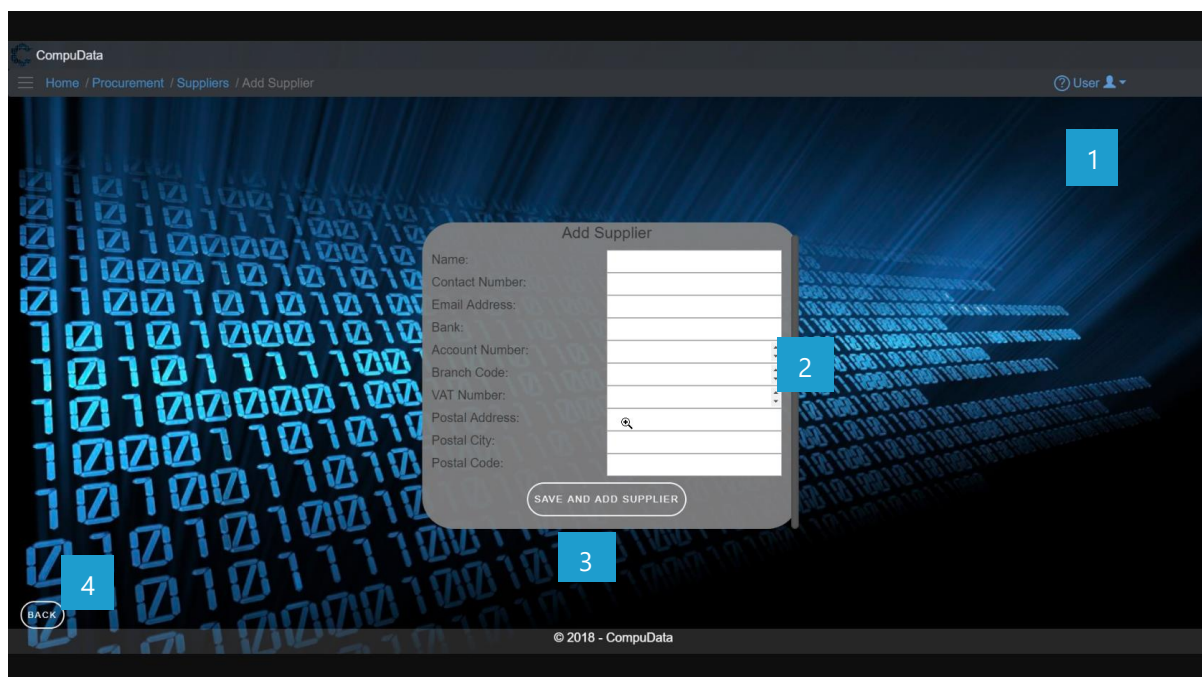 CompuData
Home / Procurement / Suppliers / Add Supplier
? User
1
Add Supplier
Name:
Contact Number:
Email Address:
Bank:
Account Number:
2
Branch Code:
VAT Number:
Postal Address:
Postal City:
Postal Code:
SAVE AND ADD SUPPLIER
3
4
BACK
© 2018 - CompuData